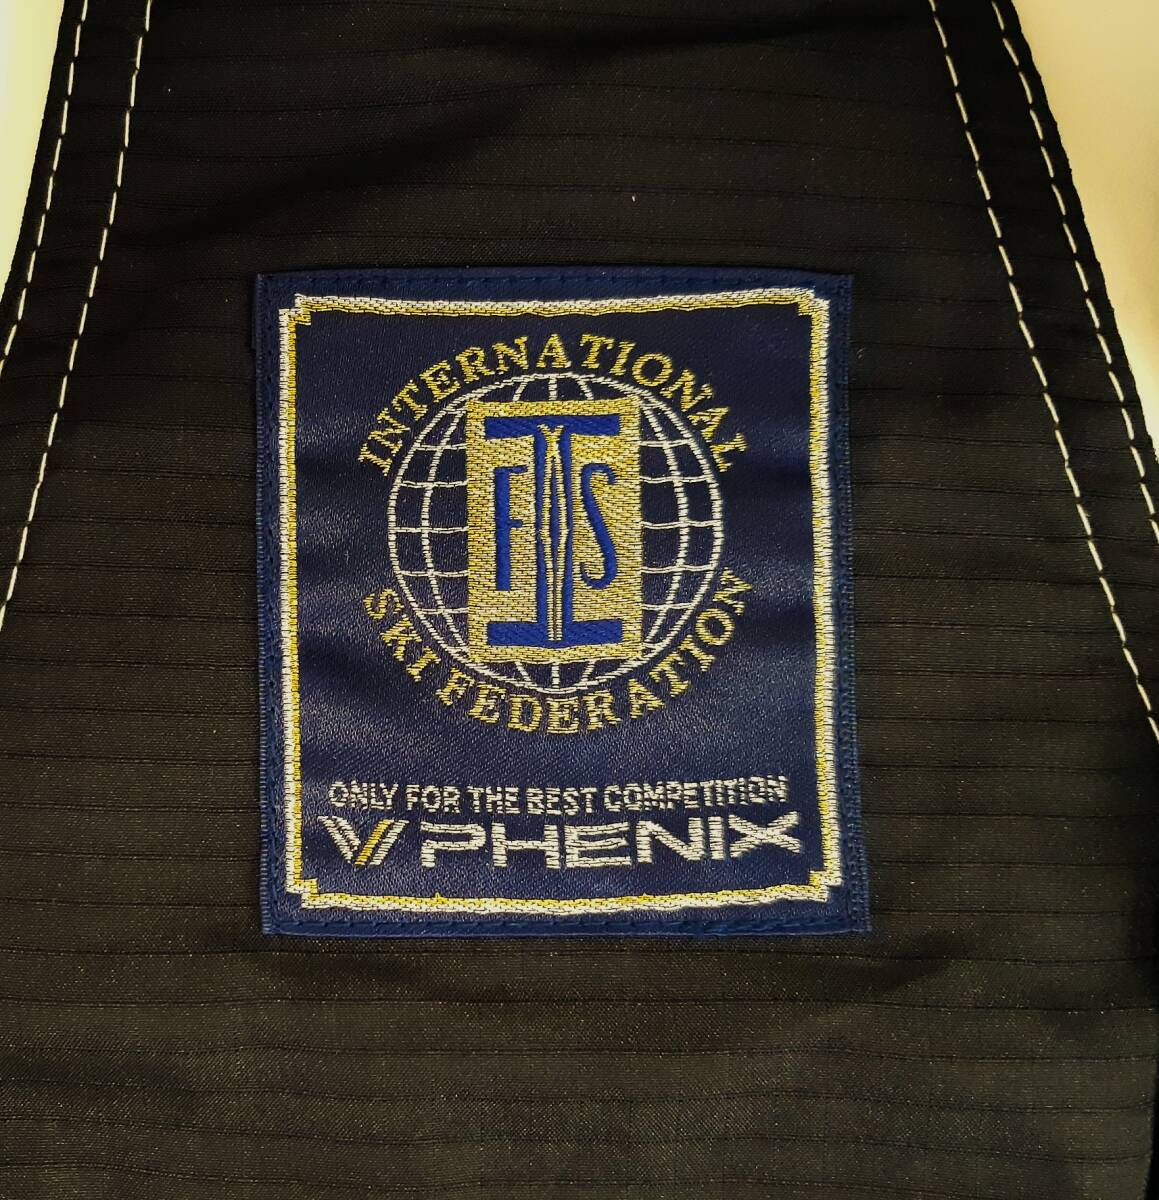 INTERNATIONAL
FIS
SKI FEDERATION
ONLY FOR THE BEST COMPETITION
PHENIX